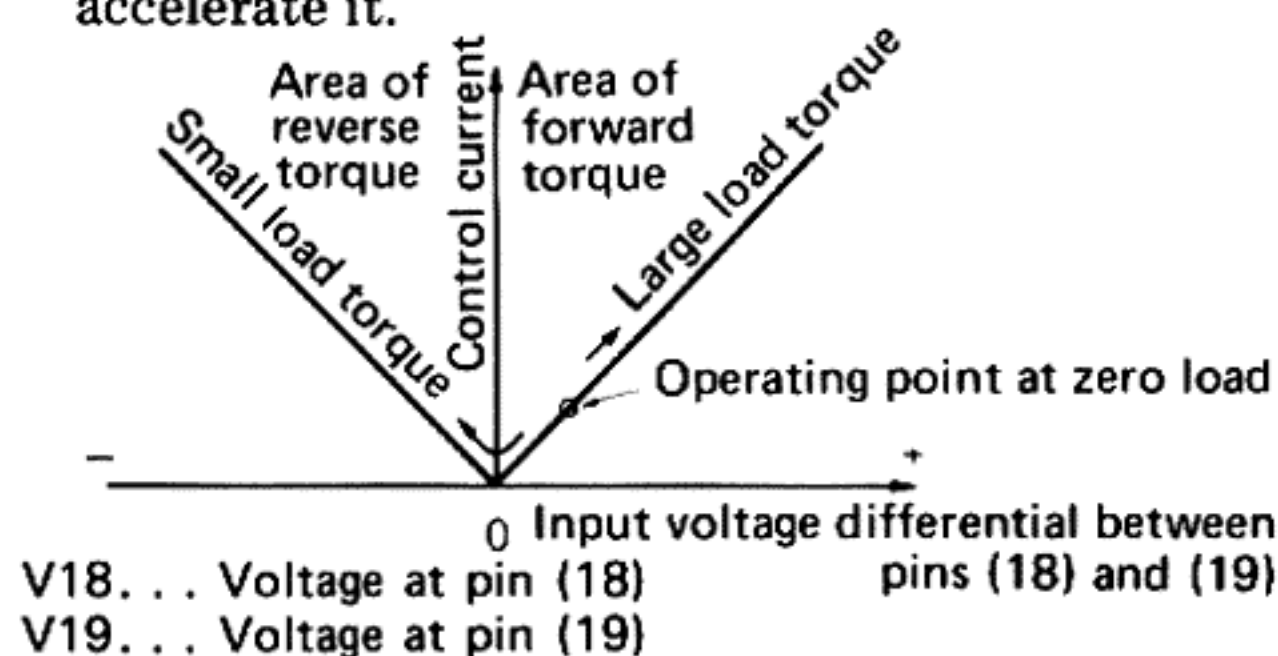 accelerate it.
Area of
reverse
torque
Control current
Area of
forward
torque
Small load torque
Large load torque
Operating point at zero load
−
+
0
Input voltage differential between
pins (18) and (19)
V18... Voltage at pin (18)
V19... Voltage at pin (19)